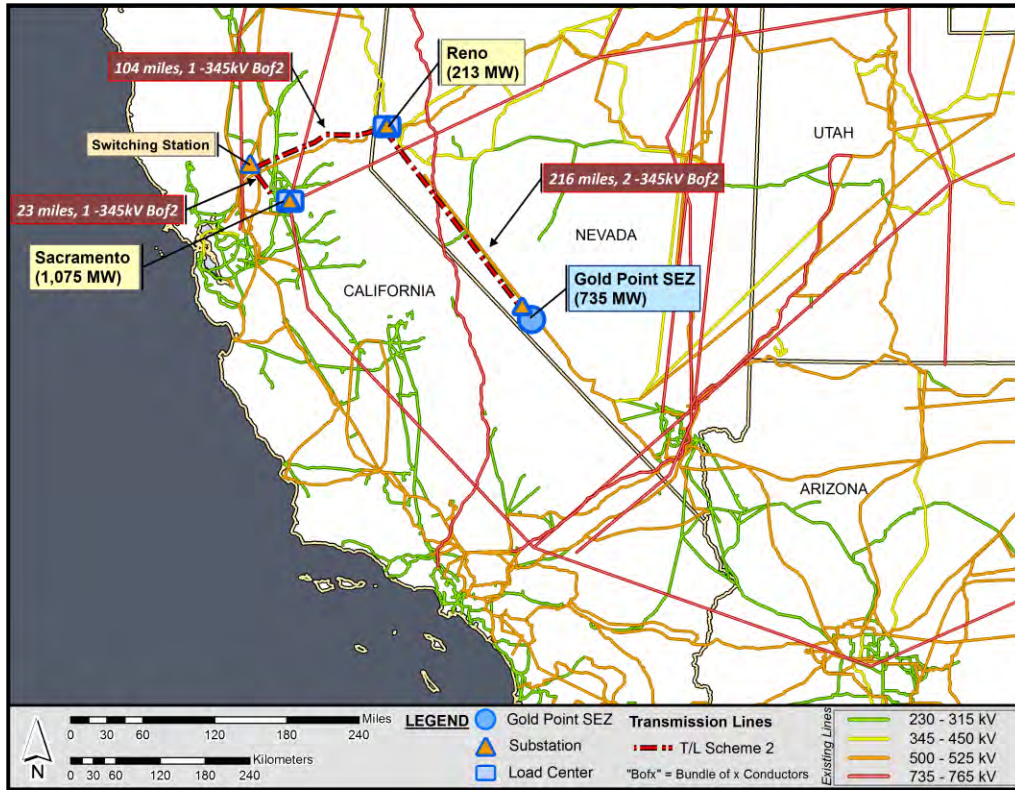 104 miles, 1 -345kV Bof2
Reno
(213 MW)
Switching Station
UTAH
216 miles, 2 -345kV Bof2
23 miles, 1 -345kV Bof2
NEVADA
Sacramento
(1,075 MW)
CALIFORNIA
Gold Point SEZ
(735 MW)
ARIZONA
N
Miles
0 30 60 120 180 240
Kilometers
0 30 60 120 180 240
LEGEND
Gold Point SEZ
Substation
Load Center
Transmission Lines
T/L Scheme 2
"Bofx" = Bundle of x Conductors
Existing Lines
230 - 315 kV
345 - 450 kV
500 - 525 kV
735 - 765 kV